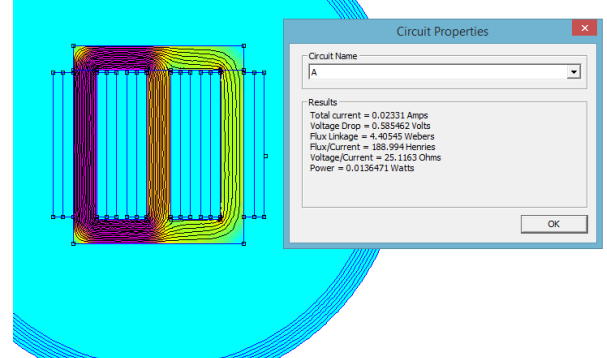 Circuit Properties
Circuit Name
A
Results
Total current = 0.02331 Amps
Voltage Drop = 0.585462 Volts
Flux Linkage = 4.40545 Webers
Flux/Current = 188.994 Henries
Voltage/Current = 25.1163 Ohms
Power = 0.0136471 Watts
OK